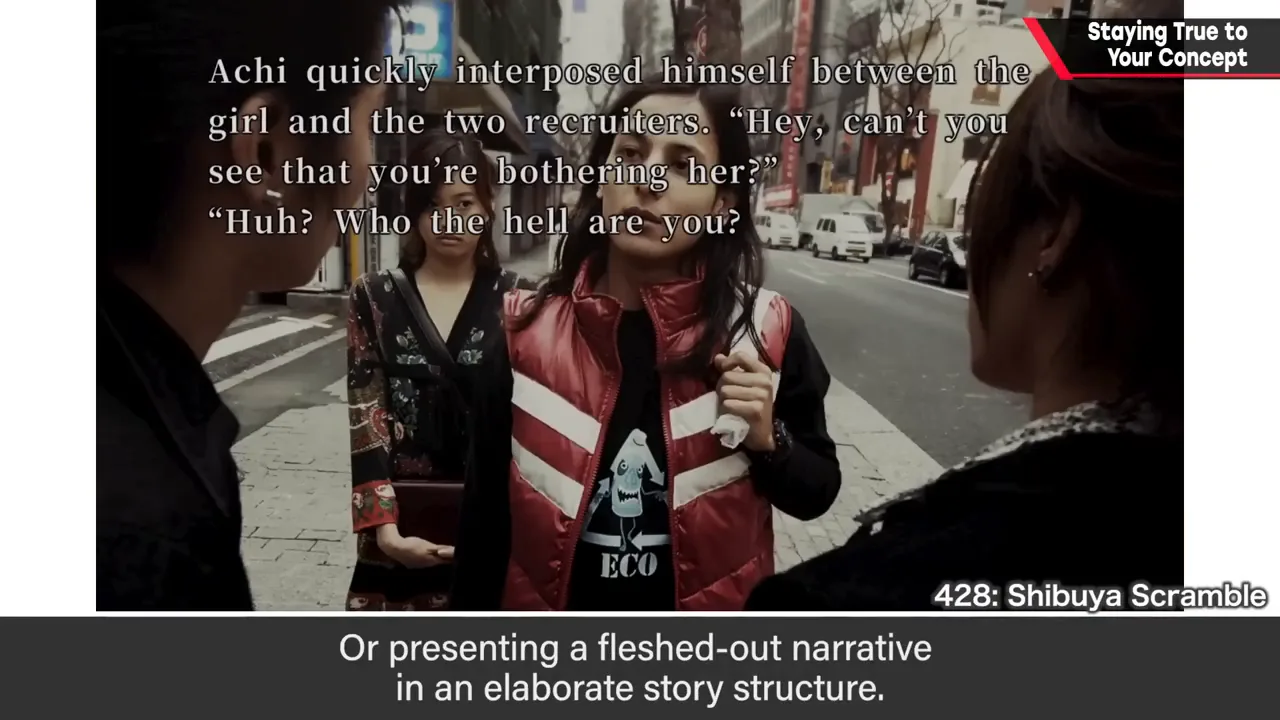 Staying True to
Your Concept
Achi quickly interposed himself between the
girl and the two recruiters. “Hey, can’t you
see that you’re bothering her?”
“Huh? Who the hell are you?
ECO
428: Shibuya Scramble
Or presenting a fleshed-out narrative
in an elaborate story structure.